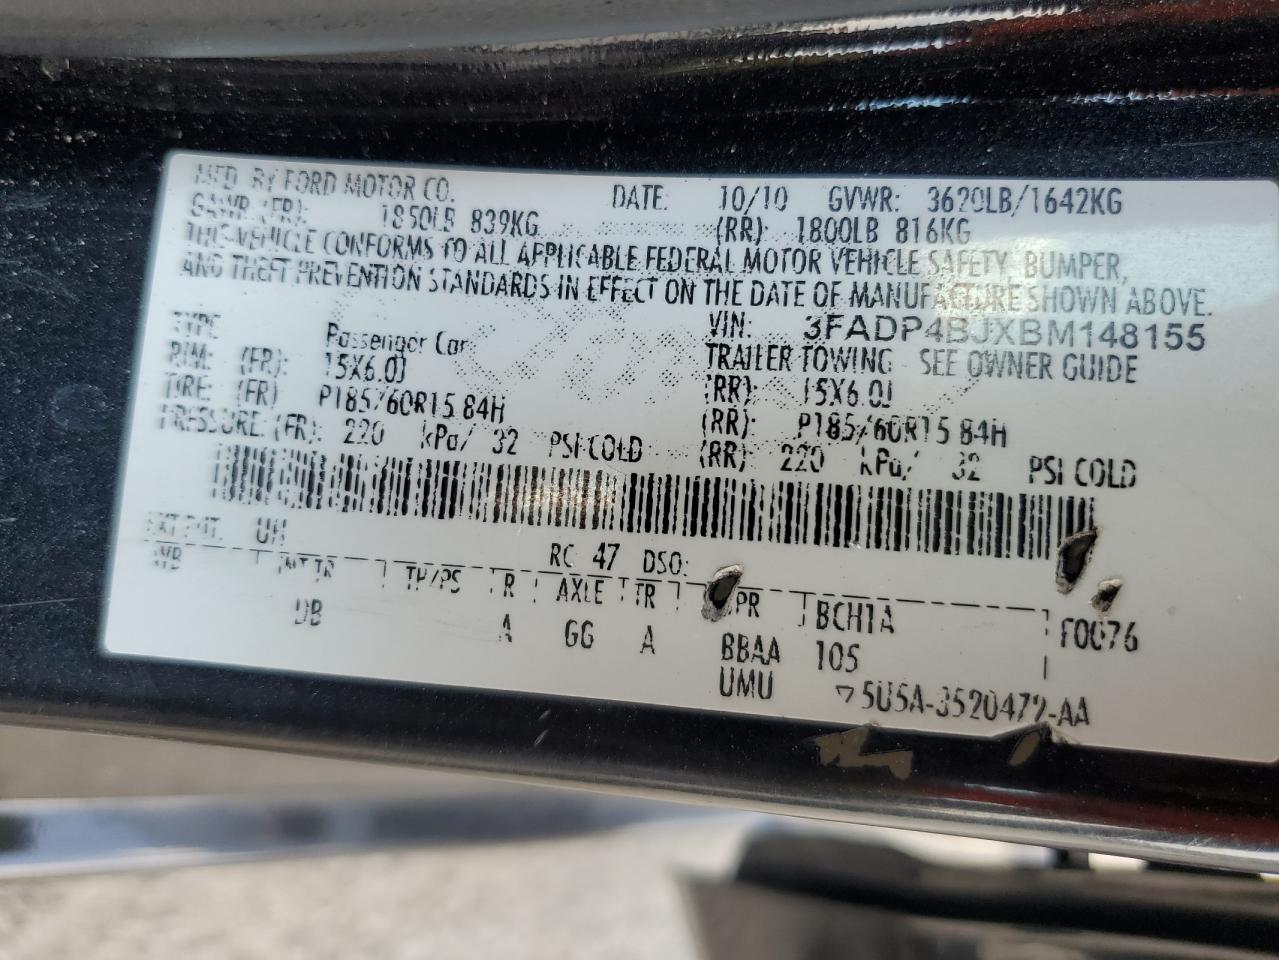 MFD. BY FORD MOTOR CO.
DATE: 10/10 GVWR: 3620LB/1642KG
GAWR (FR): 1850LB 839KG (RR): 1800LB 816KG
THIS VEHICLE CONFORMS TO ALL APPLICABLE FEDERAL MOTOR VEHICLE SAFETY, BUMPER,
AND THEFT PREVENTION STANDARDS IN EFFECT ON THE DATE OF MANUFACTURE SHOWN ABOVE.
VIN: 3FADP4BJXBM148155
TYPE Passenger Car TRAILER TOWING - SEE OWNER GUIDE
RIM: (FR): 15X6.0J (RR): 15X6.0J
TIRE: (FR) P185/60R15 84H (RR): P185/60R15 84H
PRESSURE (FR): 220 kPa/ 32 PSI COLD (RR): 220 kPa/ 32 PSI COLD
EXT PNT: UH RC: 47 DSO: F0076
WB INT TR TP/PS R AXLE TR SPR BCH1A
DB A GG A BBAA 105
UMU 5U5A-3520472-AA